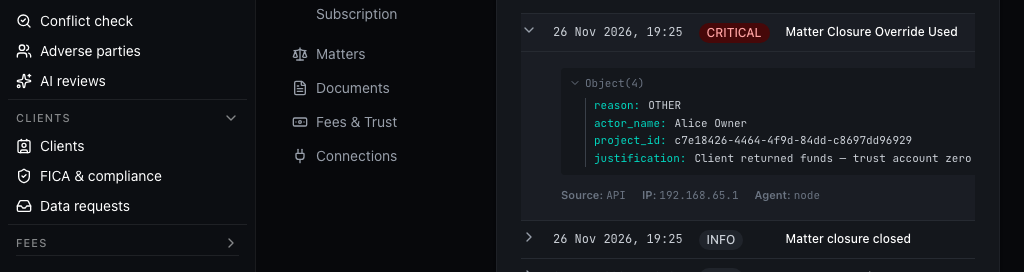 Conflict check
Adverse parties
AI reviews
CLIENTS
Clients
FICA & compliance
Data requests
FEES
Subscription
Matters
Documents
Fees & Trust
Connections
26 Nov 2026, 19:25 CRITICAL Matter Closure Override Used
Object(4)
reason: OTHER
actor_name: Alice Owner
project_id: c7e18426-4464-4f9d-84dd-c8697dd96929
justification: Client returned funds — trust account zero
Source: API IP: 192.168.65.1 Agent: node
26 Nov 2026, 19:25 INFO Matter closure closed